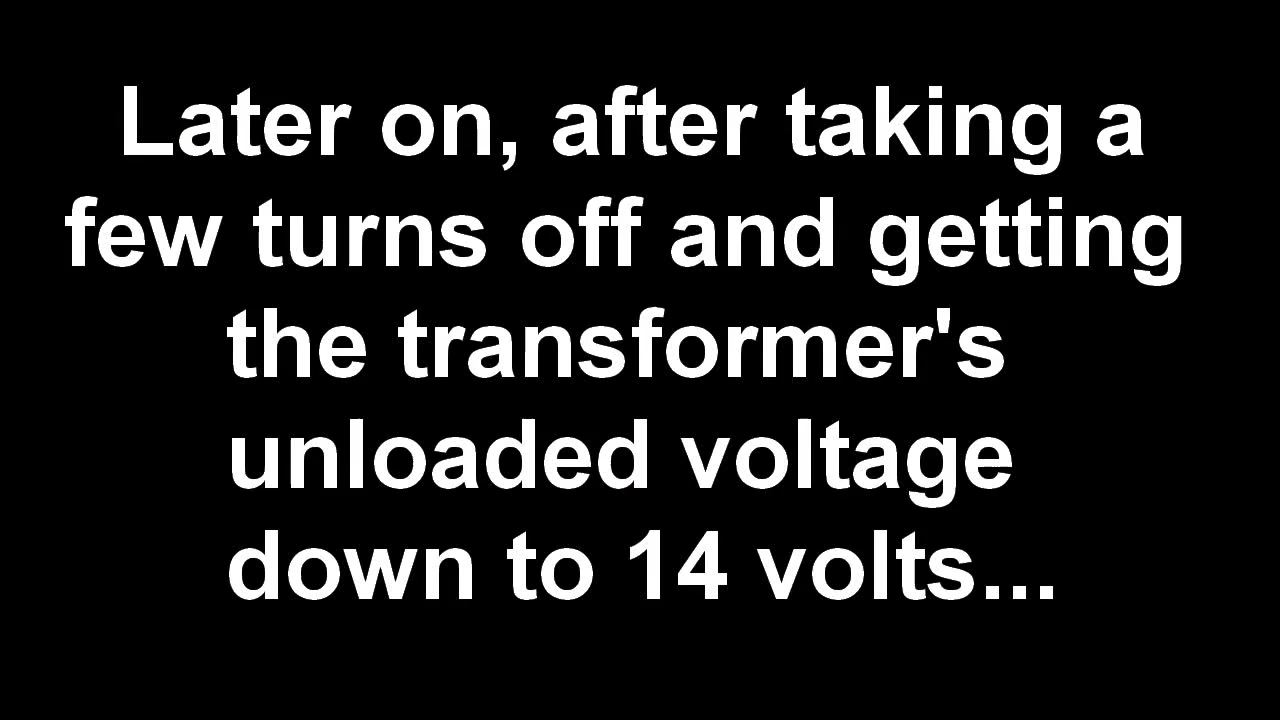 Later on, after taking a
few turns off and getting
the transformer's
unloaded voltage
down to 14 volts...